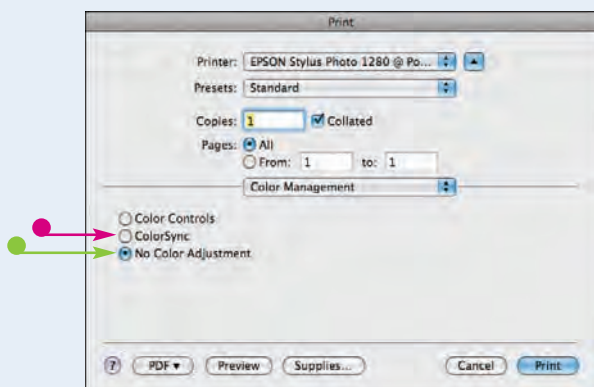 Print
Printer: EPSON Stylus Photo 1280 @ Po...
Presets: Standard
Copies: 1 Collated
Pages: All
From: 1 to: 1
Color Management
Color Controls
ColorSync
No Color Adjustment
? PDF▼ Preview Supplies... Cancel Print